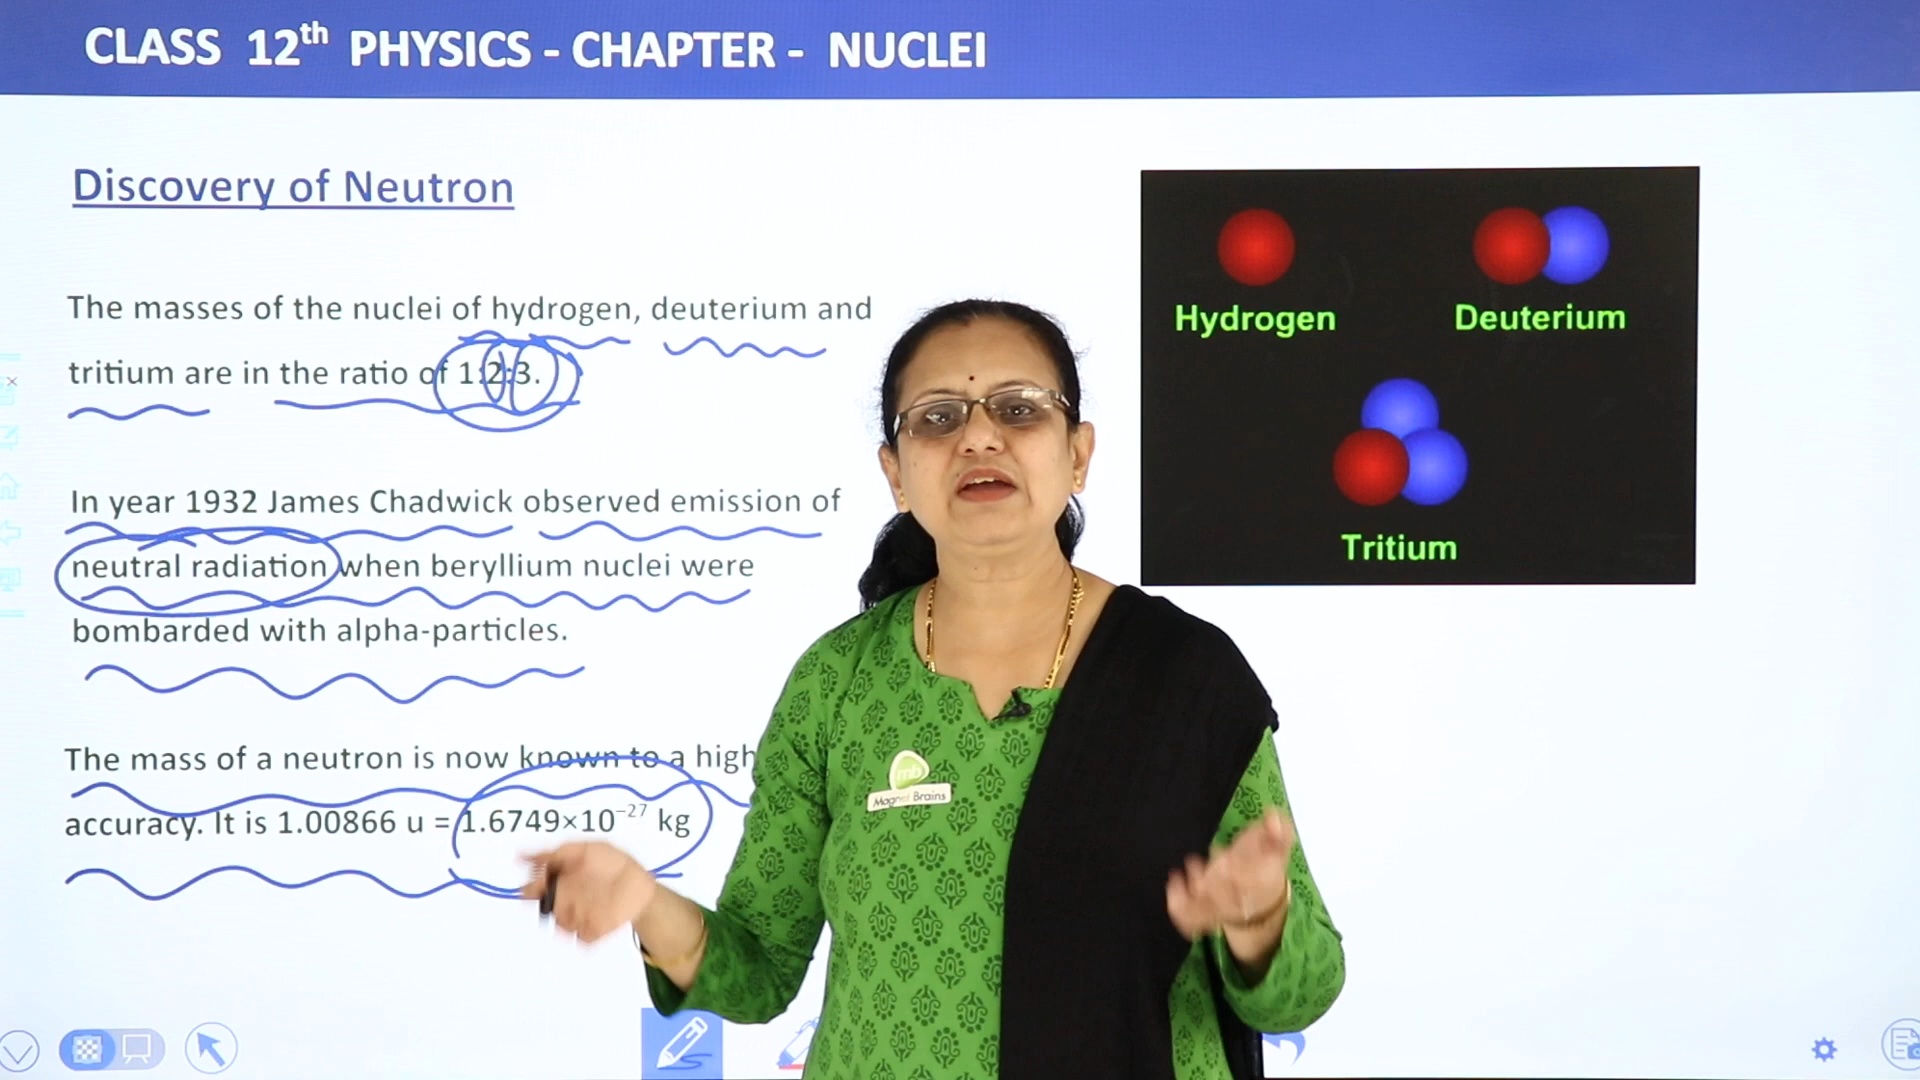 CLASS 12th PHYSICS - CHAPTER - NUCLEI
Discovery of Neutron
The masses of the nuclei of hydrogen, deuterium and
tritium are in the ratio of 1:2:3.
In year 1932 James Chadwick observed emission of
neutral radiation when beryllium nuclei were
bombarded with alpha-particles.
The mass of a neutron is now known to a high
accuracy. It is 1.00866 u = 1.6749×10⁻²⁷ kg
Hydrogen
Deuterium
Tritium
mb
Magnet Brains